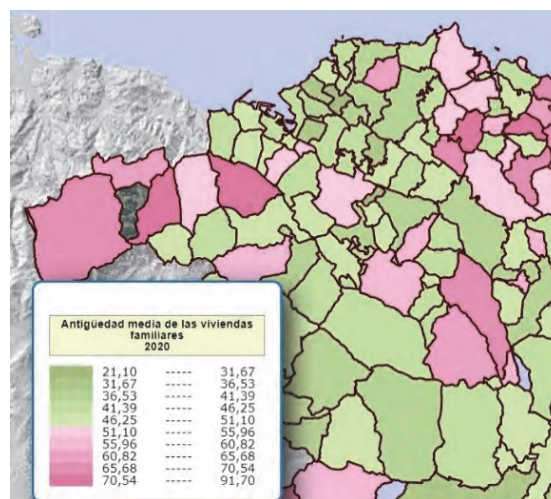 Antigüedad media de las viviendas
familiares
2020
21,10 ----- 31,67
31,67 ----- 36,53
36,53 ----- 41,39
41,39 ----- 46,25
46,25 ----- 51,10
51,10 ----- 55,96
55,96 ----- 60,82
60,82 ----- 65,68
65,68 ----- 70,54
70,54 ----- 91,70